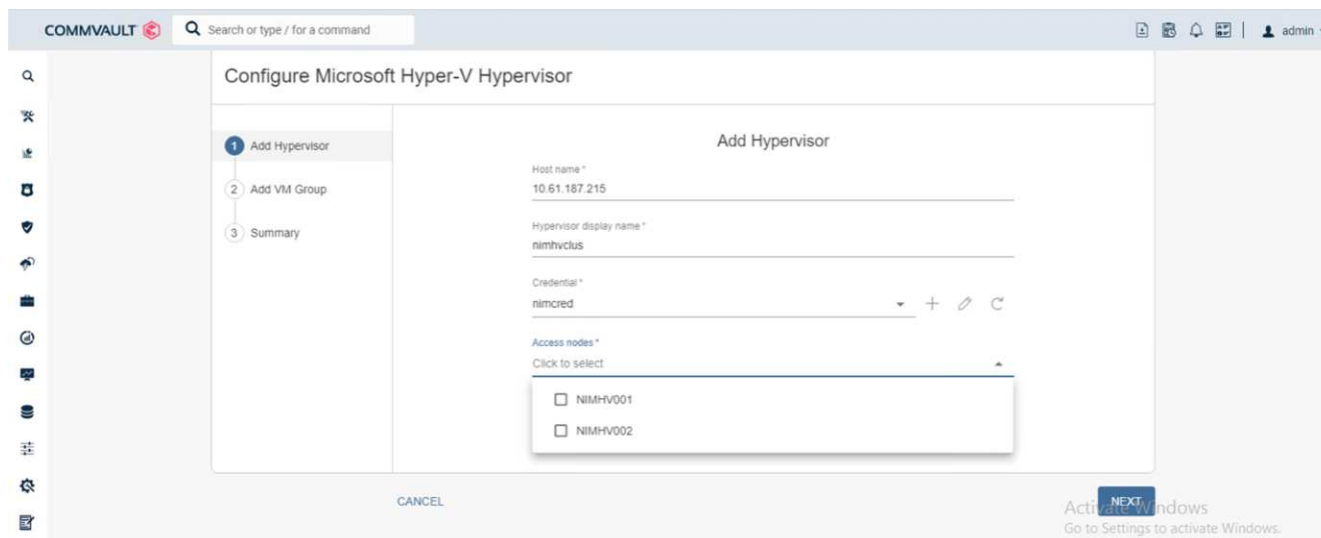 COMMVAULT
Search or type / for a command
admin
Configure Microsoft Hyper-V Hypervisor
1 Add Hypervisor
2 Add VM Group
3 Summary
Add Hypervisor
Host name *
10.61.187.215
Hypervisor display name *
nimhvclus
Credential *
nimcred
Access nodes *
Click to select
NIMHV001
NIMHV002
CANCEL
NEXT
Activate Windows
Go to Settings to activate Windows.